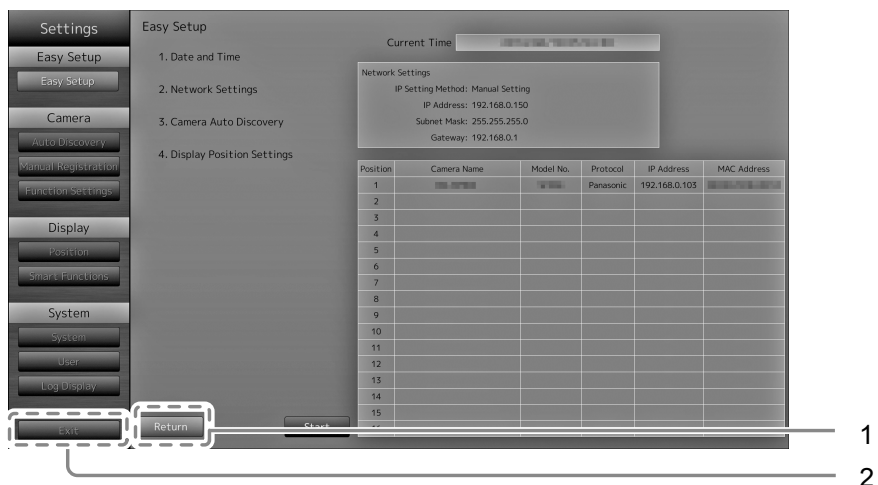 Settings
Easy Setup
Easy Setup
Camera
Auto Discovery
Manual Registration
Function Settings
Display
Position
Smart Functions
System
System
User
Log Display
Exit
Easy Setup
1. Date and Time
2. Network Settings
3. Camera Auto Discovery
4. Display Position Settings
Return
Start
Current Time
Network Settings
IP Setting Method: Manual Setting
IP Address: 192.168.0.150
Subnet Mask: 255.255.255.0
Gateway: 192.168.0.1
Position Camera Name Model No. Protocol IP Address MAC Address
1 Panasonic 192.168.0.103
2
3
4
5
6
7
8
9
10
11
12
13
14
15
1
2